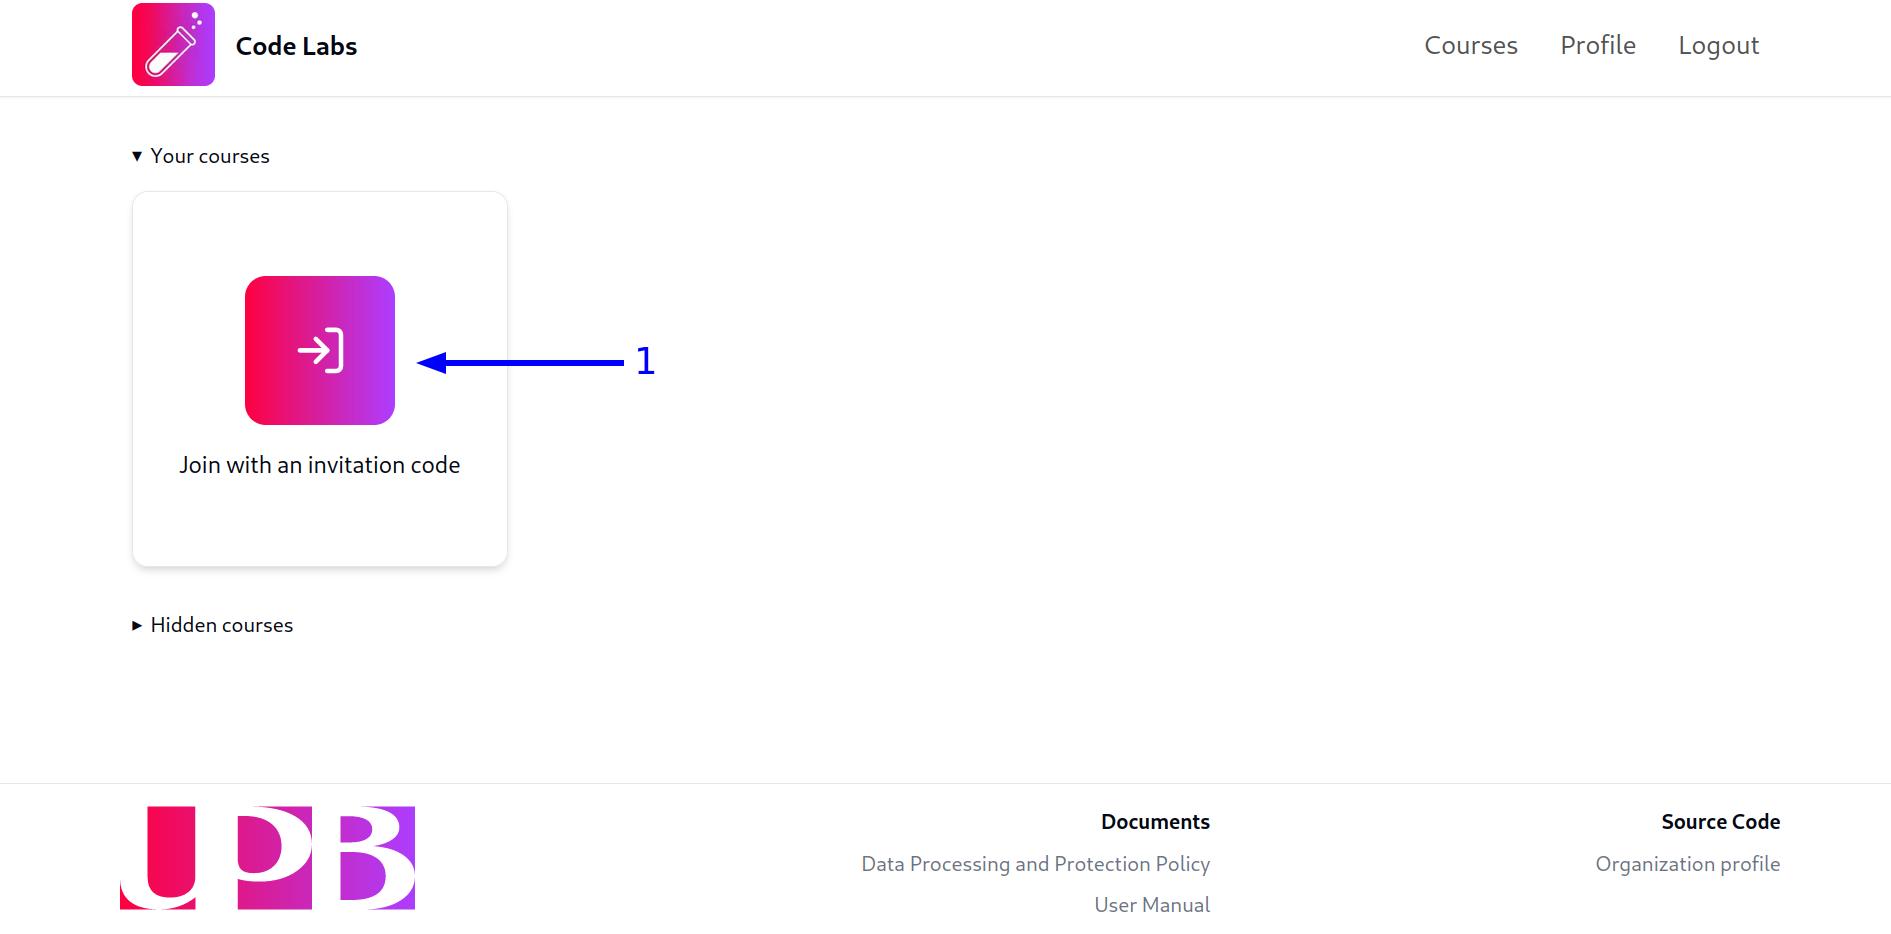 Code Labs
Courses Profile Logout
▼ Your courses
1
Join with an invitation code
► Hidden courses
UPB
Documents
Data Processing and Protection Policy
User Manual
Source Code
Organization profile